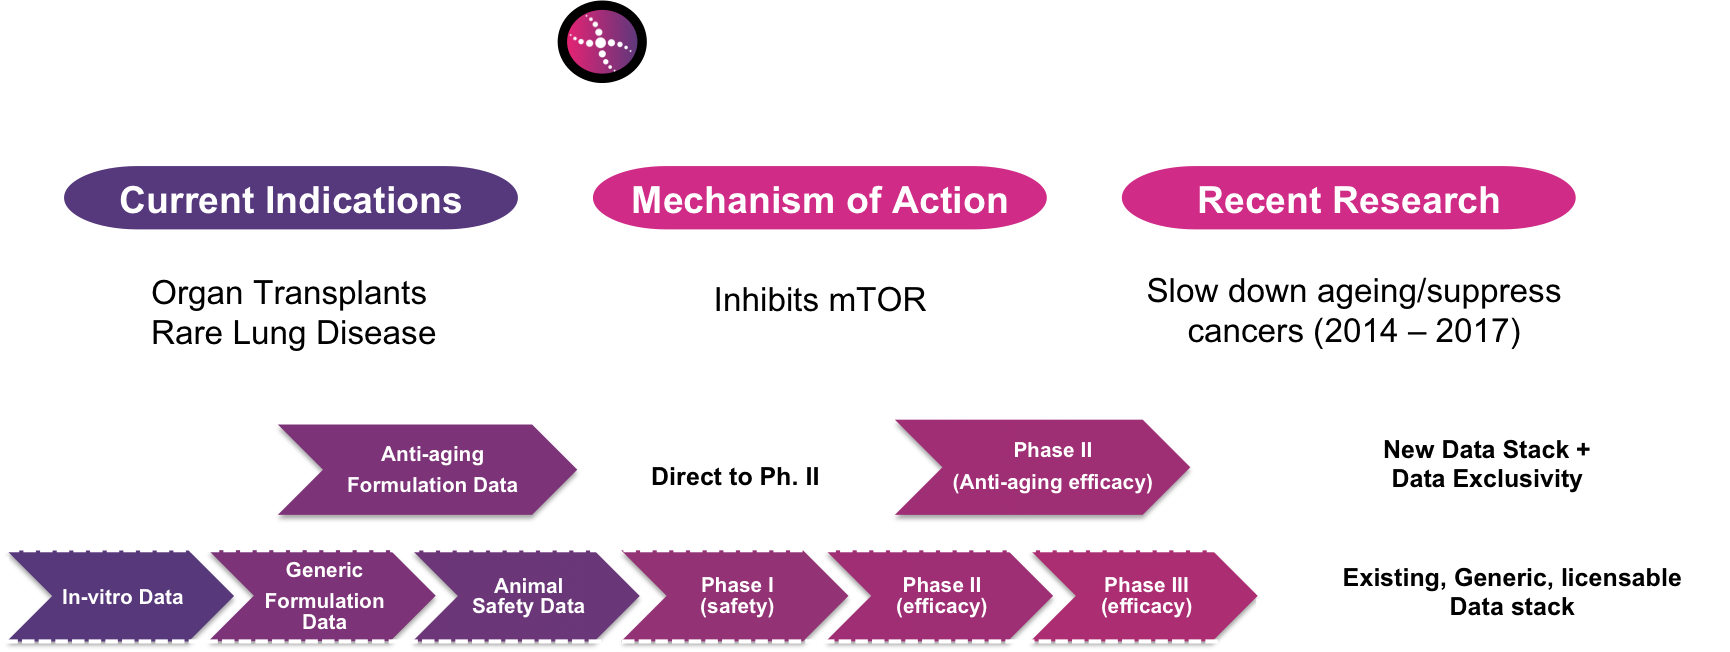 Current Indications
Mechanism of Action
Recent Research
Organ Transplants
Rare Lung Disease
Inhibits mTOR
Slow down ageing/suppress
cancers (2014 – 2017)
Anti-aging
Formulation Data
Direct to Ph. II
Phase II
(Anti-aging efficacy)
New Data Stack +
Data Exclusivity
In-vitro Data
Generic
Formulation
Data
Animal
Safety Data
Phase I
(safety)
Phase II
(efficacy)
Phase III
(efficacy)
Existing, Generic, licensable
Data stack